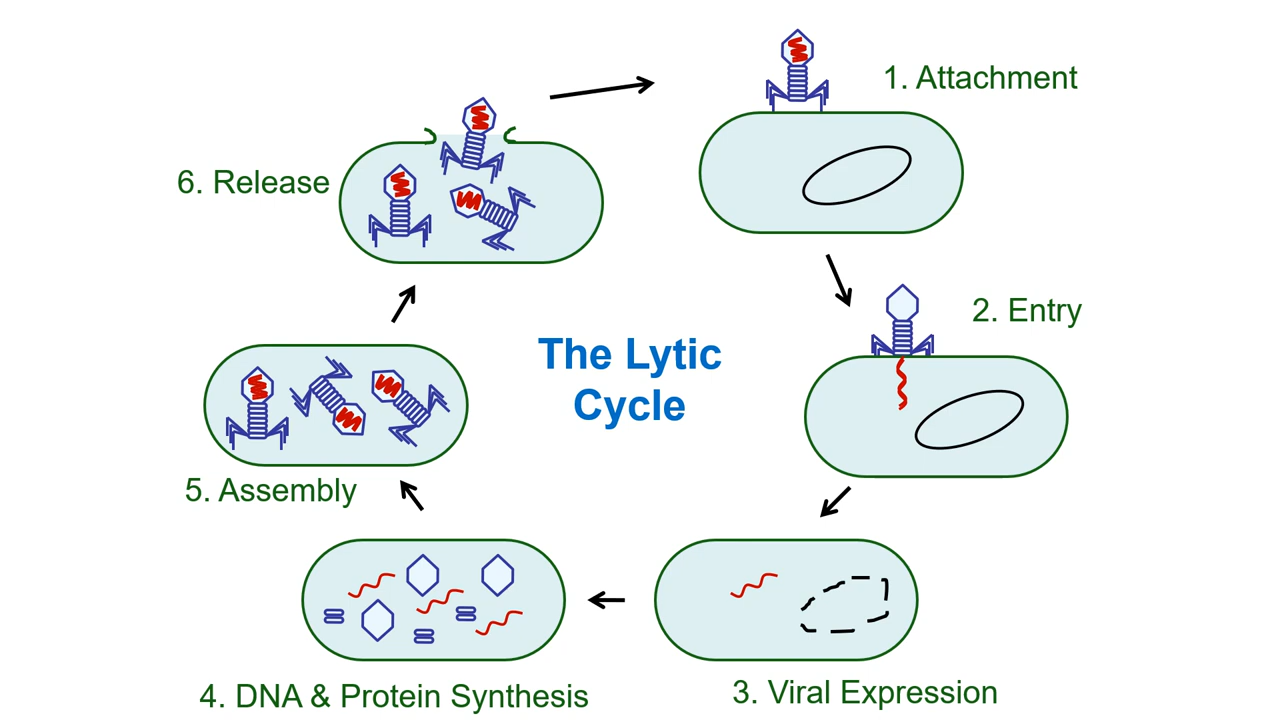 The Lytic
Cycle
1. Attachment
2. Entry
3. Viral Expression
4. DNA & Protein Synthesis
5. Assembly
6. Release